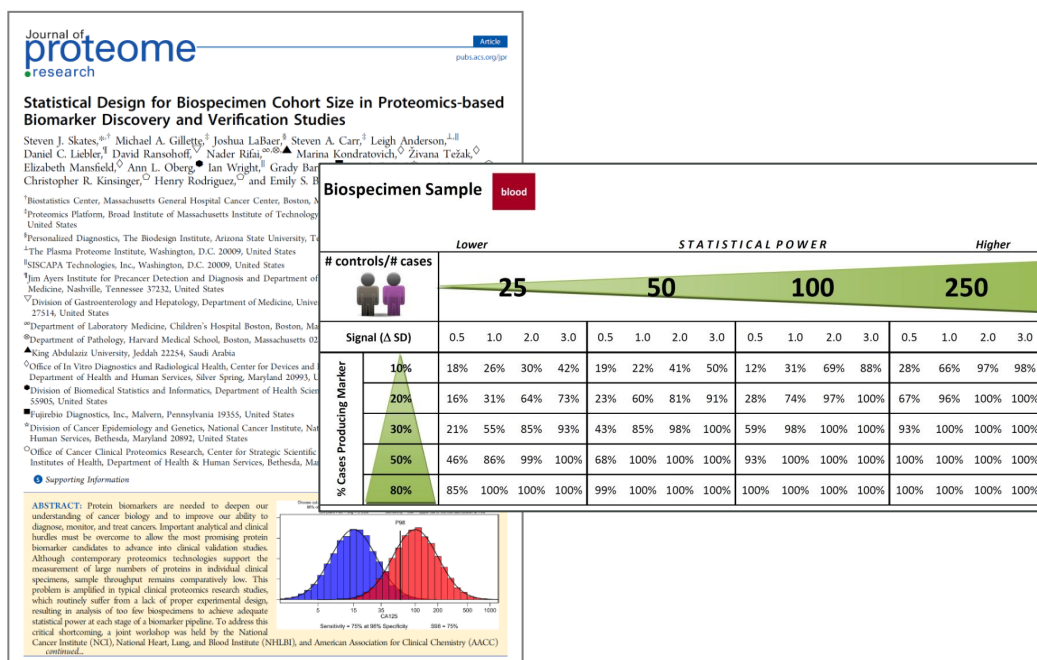 Journal of
proteome
research
Article
pubs.acs.org/jpr
Statistical Design for Biospecimen Cohort Size in Proteomics-based
Biomarker Discovery and Verification Studies
Steven J. Skates,*,† Michael A. Gillette,‡ Joshua LaBaer,§ Steven A. Carr,‡ Leigh Anderson,⊥,∥
Daniel C. Liebler,¶ David Ransohoff,▽ Nader Rifai,∞,⊗,▲ Marina Kondratovich,◊ Živana Težak,◊
Elizabeth Mansfield,◊ Ann L. Oberg,● Ian Wright,∥ Grady
Christopher R. Kinsinger,○ Henry Rodriguez,○ and Emily S.
†Biostatistics Center, Massachusetts General Hospital Cancer Center, Boston,
‡Proteomics Platform, Broad Institute of Massachusetts Institute of Technology
United States
§Personalized Diagnostics, The Biodesign Institute, Arizona State University,
⊥The Plasma Proteome Institute, Washington, D.C. 20009, United States
∥SISCAPA Technologies, Inc., Washington, D.C. 20009, United States
¶Jim Ayers Institute for Precancer Detection and Diagnosis and Department of
Medicine, Nashville, Tennessee 37232, United States
▽Division of Gastroenterology and Hepatology, Department of Medicine,
27514, United States
∞Department of Laboratory Medicine, Children's Hospital Boston, Boston,
⊗Department of Pathology, Harvard Medical School, Boston, Massachusetts
▲King Abdulaziz University, Jeddah 22254, Saudi Arabia
◊Office of In Vitro Diagnostics and Radiological Health, Center for Devices and
Department of Health and Human Services, Silver Spring, Maryland 20993,
●Division of Biomedical Statistics and Informatics, Department of Health
55905, United States
■Fujirebio Diagnostics, Inc., Malvern, Pennsylvania 19355, United States
☆Division of Cancer Epidemiology and Genetics, National Cancer Institute,
Human Services, Bethesda, Maryland 20892, United States
○Office of Cancer Clinical Proteomics Research, Center for Strategic Scientific
Institutes of Health, Department of Health & Human Services, Bethesda,
S Supporting Information
ABSTRACT: Protein biomarkers are needed to deepen our
understanding of cancer biology and to improve our ability to
diagnose, monitor, and treat cancers. Important analytical and clinical
hurdles must be overcome to allow the most promising protein
biomarker candidates to advance into clinical validation studies.
Although contemporary proteomics technologies support the
measurement of large numbers of proteins in individual clinical
specimens, sample throughput remains comparatively low. This
problem is amplified in typical clinical proteomics research studies,
which routinely suffer from a lack of proper experimental design,
resulting in analysis of too few biospecimens to achieve adequate
statistical power at each stage of a biomarker pipeline. To address this
critical shortcoming, a joint workshop was held by the National
Cancer Institute (NCI), National Heart, Lung, and Blood Institute (NHLBI), and American Association for Clinical Chemistry (AACC)
continued...
P98
5 15 35 100 200 500 1000
CA125
Sensitivity = 75% at 98% Specificity S98 = 75%
Biospecimen Sample blood
Lower STATISTICAL POWER Higher
# controls/# cases
25 50 100 250
Signal (Δ SD) 0.5 1.0 2.0 3.0 0.5 1.0 2.0 3.0 0.5 1.0 2.0 3.0 0.5 1.0 2.0 3.0
% Cases Producing Marker
10% 18% 26% 30% 42% 19% 22% 41% 50% 12% 31% 69% 88% 28% 66% 97% 98%
20% 16% 31% 64% 73% 23% 60% 81% 91% 28% 74% 97% 100% 67% 96% 100% 100%
30% 21% 55% 85% 93% 43% 85% 98% 100% 59% 98% 100% 100% 93% 100% 100% 100%
50% 46% 86% 99% 100% 68% 100% 100% 100% 93% 100% 100% 100% 100% 100% 100% 100%
80% 85% 100% 100% 100% 99% 100% 100% 100% 100% 100% 100% 100% 100% 100% 100% 100%